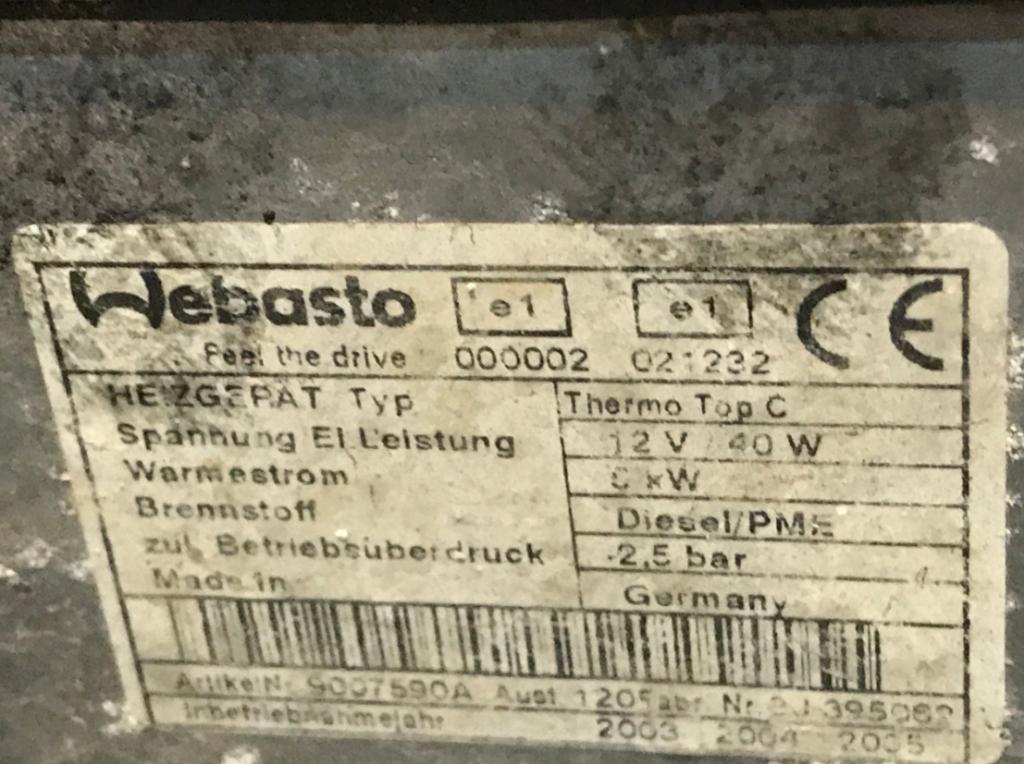 Webasto e1 e1 CE
Feel the drive 000002 021232
HEIZGERÄT Typ Thermo Top C
Spannung El.Leistung 12 V / 40 W
Wärmestrom kW
Brennstoff Diesel/PME
zul. Betriebsüberdruck 2,5 bar
Made in Germany
Artikel Nr. 9007590A Ausf. Nr.
Inbetriebnahmejahr 2003 2004 2005